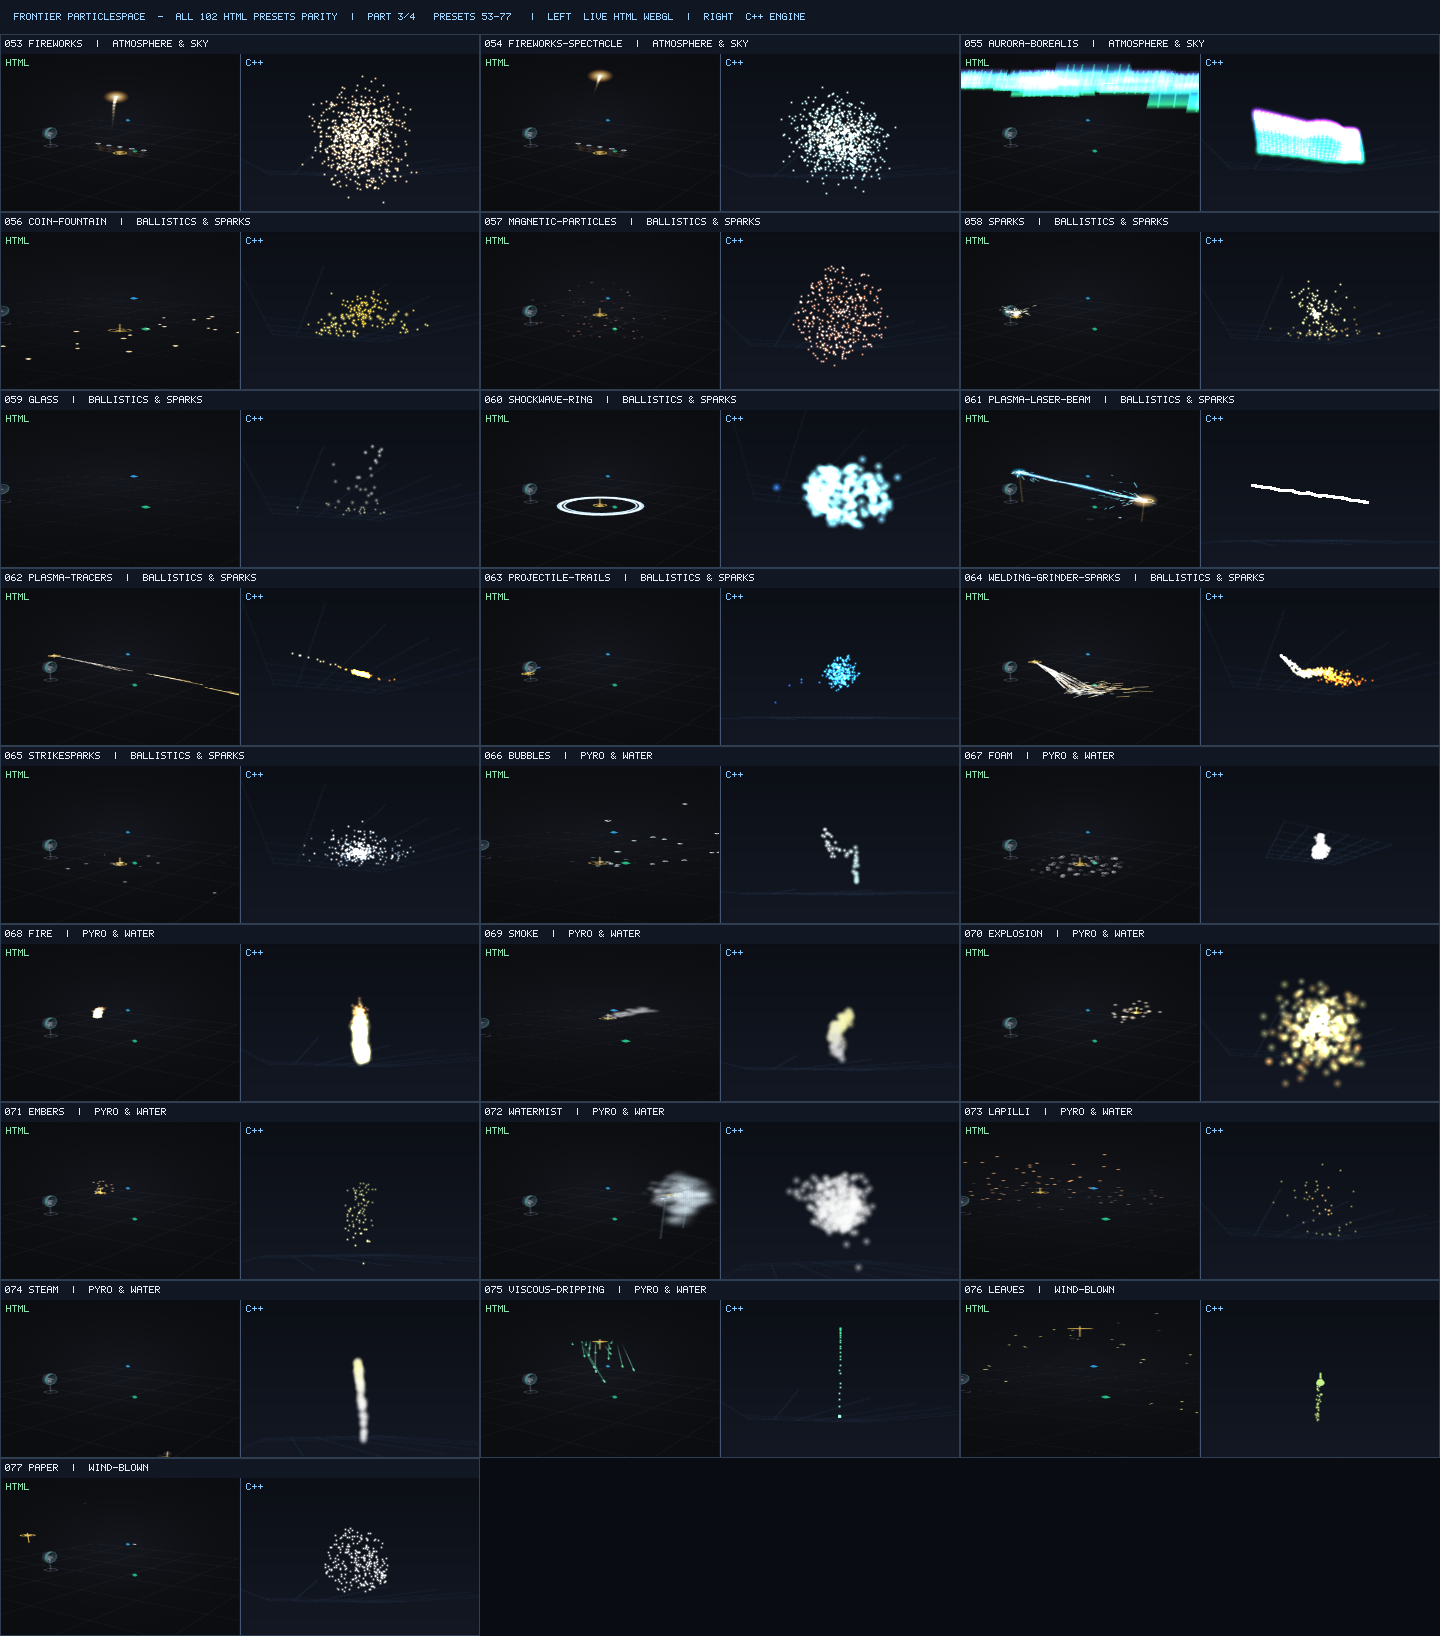 FRONTIER PARTICLESPACE – ALL 102 HTML PRESETS PARITY | PART 3/4 PRESETS 53-77 | LEFT LIVE HTML WEBGL | RIGHT C++ ENGINE
053 FIREWORKS | ATMOSPHERE & SKY
HTML
C++
054 FIREWORKS-SPECTACLE | ATMOSPHERE & SKY
HTML
C++
055 AURORA-BOREALIS | ATMOSPHERE & SKY
HTML
C++
056 COIN-FOUNTAIN | BALLISTICS & SPARKS
HTML
C++
057 MAGNETIC-PARTICLES | BALLISTICS & SPARKS
HTML
C++
058 SPARKS | BALLISTICS & SPARKS
HTML
C++
059 GLASS | BALLISTICS & SPARKS
HTML
C++
060 SHOCKWAVE-RING | BALLISTICS & SPARKS
HTML
C++
061 PLASMA-LASER-BEAM | BALLISTICS & SPARKS
HTML
C++
062 PLASMA-TRACERS | BALLISTICS & SPARKS
HTML
C++
063 PROJECTILE-TRAILS | BALLISTICS & SPARKS
HTML
C++
064 WELDING-GRINDER-SPARKS | BALLISTICS & SPARKS
HTML
C++
065 STRIKESPARKS | BALLISTICS & SPARKS
HTML
C++
066 BUBBLES | PYRO & WATER
HTML
C++
067 FOAM | PYRO & WATER
HTML
C++
068 FIRE | PYRO & WATER
HTML
C++
069 SMOKE | PYRO & WATER
HTML
C++
070 EXPLOSION | PYRO & WATER
HTML
C++
071 EMBERS | PYRO & WATER
HTML
C++
072 WATERMIST | PYRO & WATER
HTML
C++
073 LAPILLI | PYRO & WATER
HTML
C++
074 STEAM | PYRO & WATER
HTML
C++
075 VISCOUS-DRIPPING | PYRO & WATER
HTML
C++
076 LEAVES | WIND-BLOWN
HTML
C++
077 PAPER | WIND-BLOWN
HTML
C++